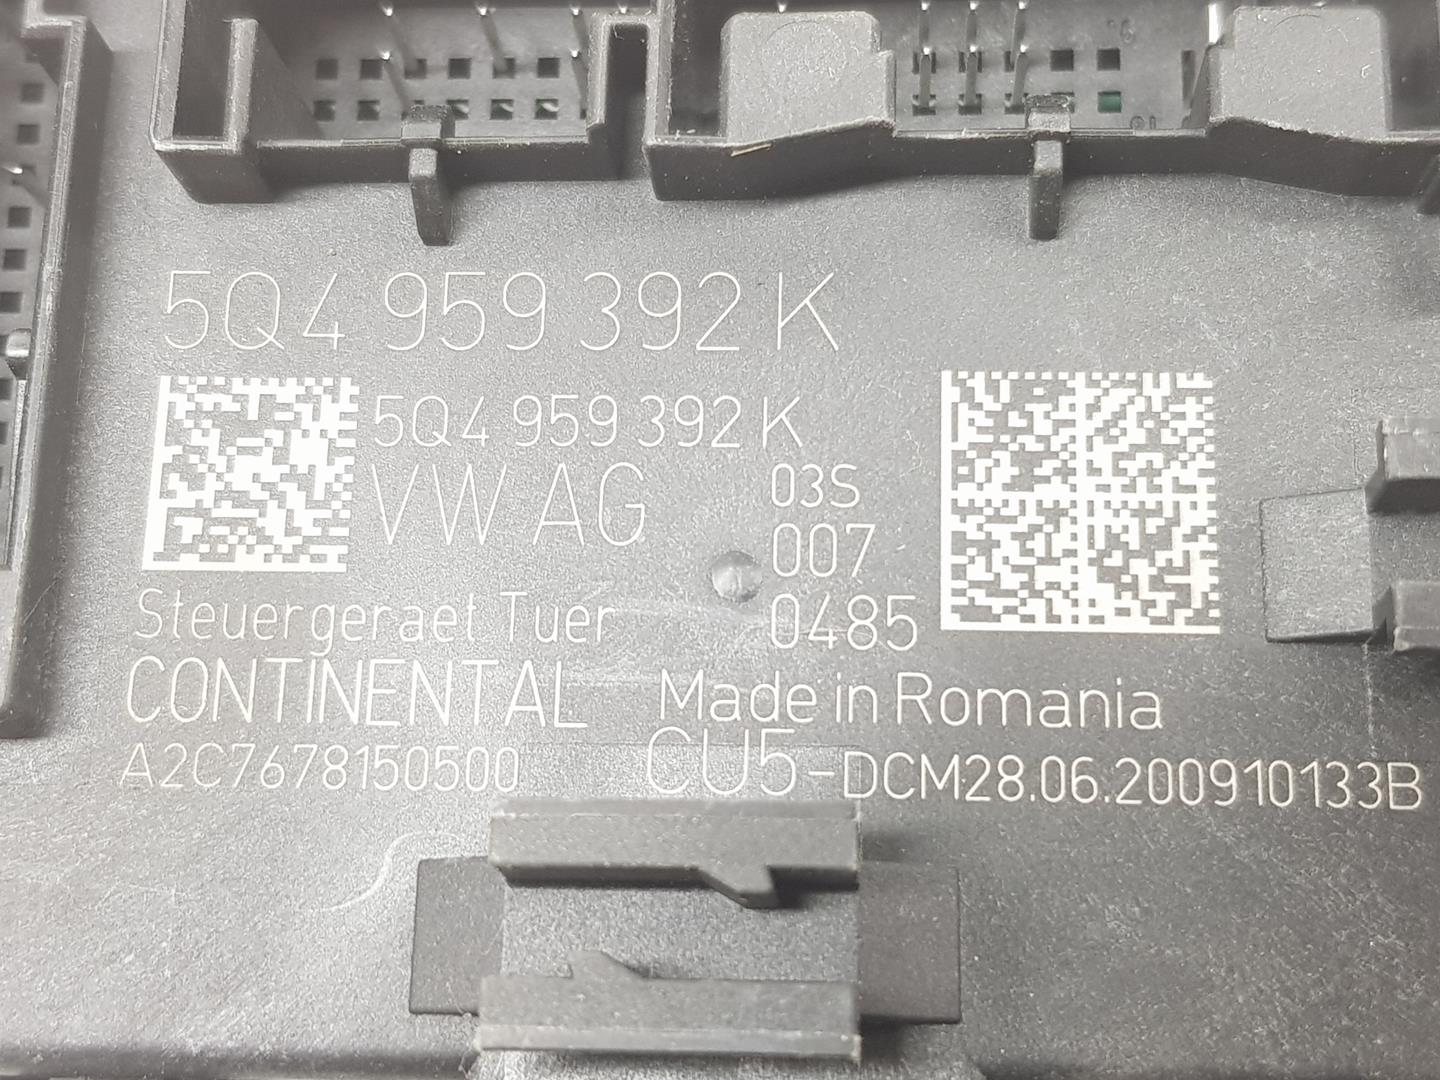 5Q4 959 392 K
5Q4 959 392 K
VW AG
03S
007
0485
Steuergeraet Tuer
CONTINENTAL
Made in Romania
A2C7678150500
CU5-DCM28.06.200910133B